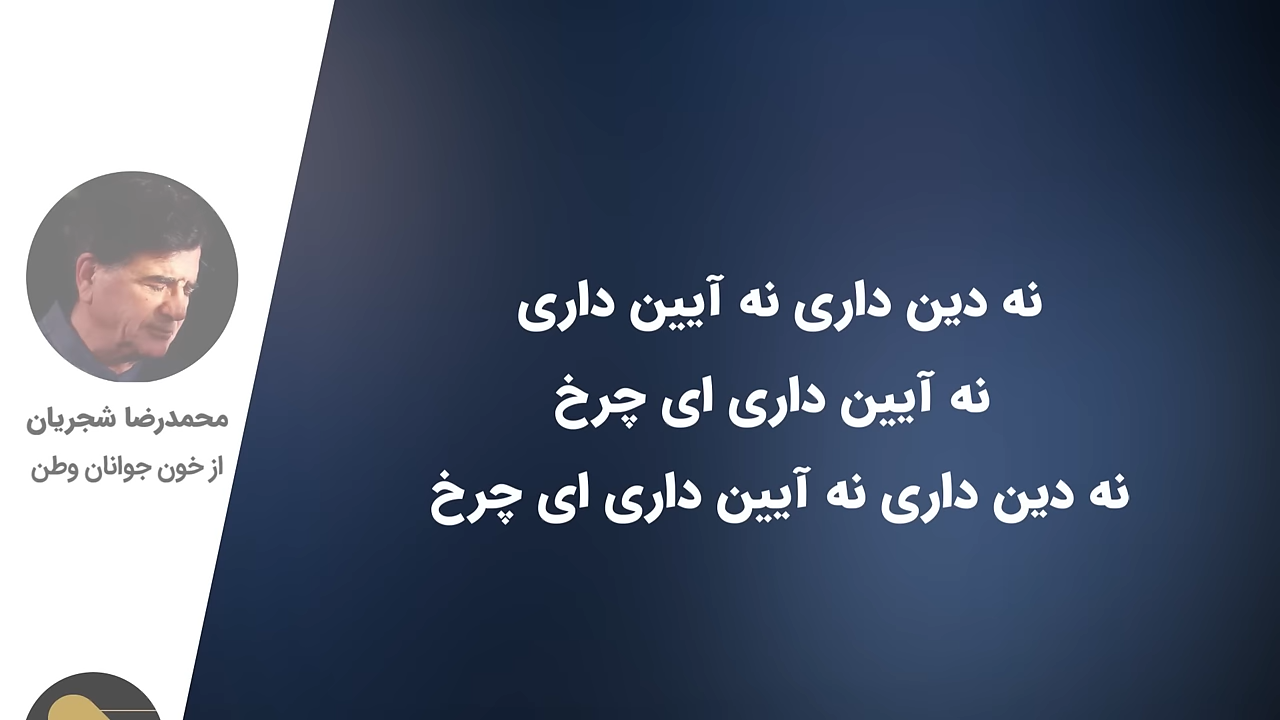 نه دین داری نه آیین داری
نه آیین داری ای چرخ
نه دین داری نه آیین داری ای چرخ
محمدرضا شجریان
از خون جوانان وطن